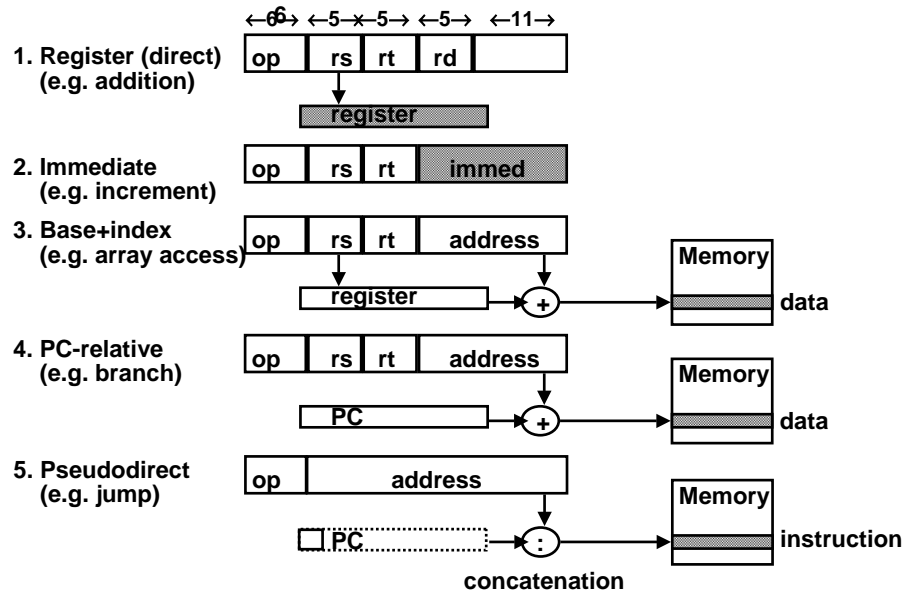 ←6→ 6 ←5→ ←5→ ←5→ ←11→
1. Register (direct)
(e.g. addition)
op rs rt rd
register
2. Immediate
(e.g. increment)
op rs rt immed
3. Base+index
(e.g. array access)
op rs rt address
register
+
Memory
data
4. PC-relative
(e.g. branch)
op rs rt address
PC
+
Memory
data
5. Pseudodirect
(e.g. jump)
op address
PC
:
concatenation
Memory
instruction